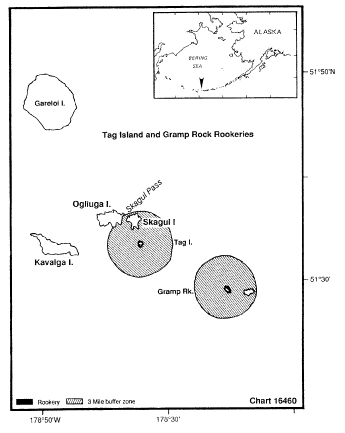 ALASKA
BERING
SEA
51°50'N
Gareloi I.
Tag Island and Gramp Rock Rookeries
Skagul Pass
Ogliuga I.
Skagul I
Tag I.
Kavalga I.
51°30'
Gramp Rk.
Rookery
3 Mile buffer zone
Chart 16460
178°50'W
178°30'